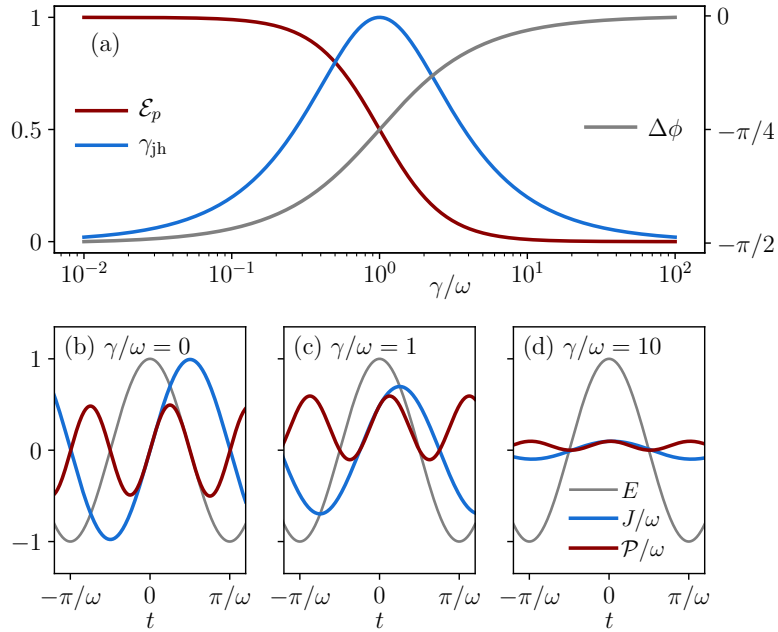 (a)
1
0.5
0
ℰ_p
γ_jh
Δϕ
0
−π/4
−π/2
10^−2
10^−1
10^0
10^1
10^2
γ/ω
(b) γ/ω = 0
(c) γ/ω = 1
(d) γ/ω = 10
1
0
−1
E
J/ω
𝒫/ω
−π/ω
0
π/ω
−π/ω
0
π/ω
−π/ω
0
π/ω
t
t
t